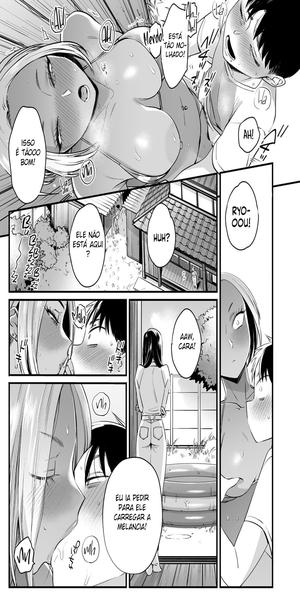 ESTÁ
TÃO MO-
LHADO!
Merda!
AH!
AH!
ISSO
É TÃOOO
BOM!
RYO-
OOU!
HUH?
ELE NÃO
ESTÁ AQUI
?
AAW,
CARA!
EU IA PEDIR
PARA ELE
CARREGAR A
MELANCIA!